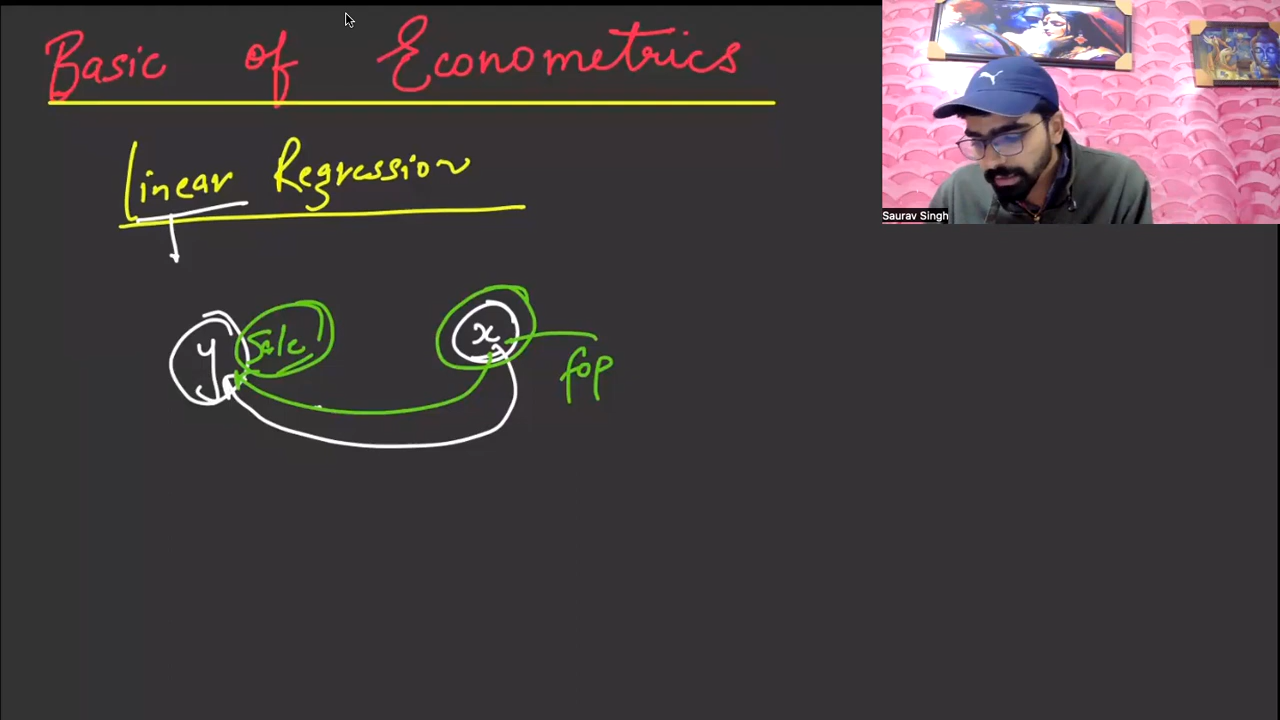 Basic of Econometrics
Saurav Singh
Linear Regression
y Sale x
fop